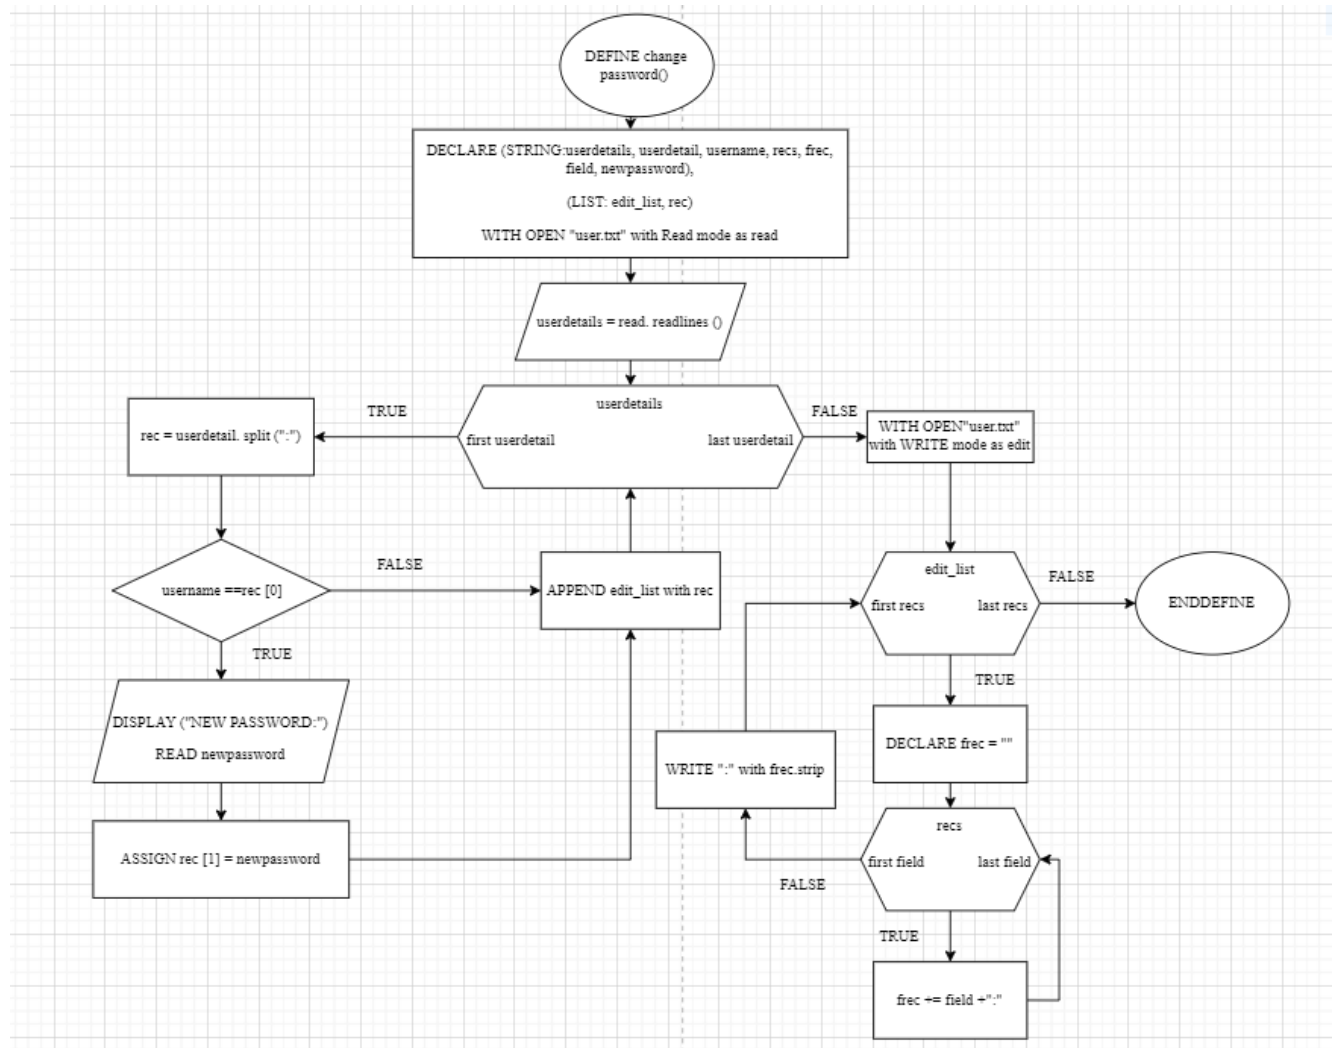 DEFINE change
password()
DECLARE (STRING:userdetails, userdetail, username, recs, frec,
field, newpassword),
(LIST: edit_list, rec)
WITH OPEN "user.txt" with Read mode as read
userdetails = read. readlines ()
userdetails
first userdetail
last userdetail
TRUE
FALSE
rec = userdetail. split (":")
WITH OPEN"user.txt"
with WRITE mode as edit
username ==rec [0]
FALSE
APPEND edit_list with rec
TRUE
DISPLAY ("NEW PASSWORD:")
READ newpassword
ASSIGN rec [1] = newpassword
edit_list
first recs
last recs
FALSE
ENDDEFINE
TRUE
DECLARE frec = ""
WRITE ":" with frec.strip
recs
first field
last field
FALSE
TRUE
frec += field +":"